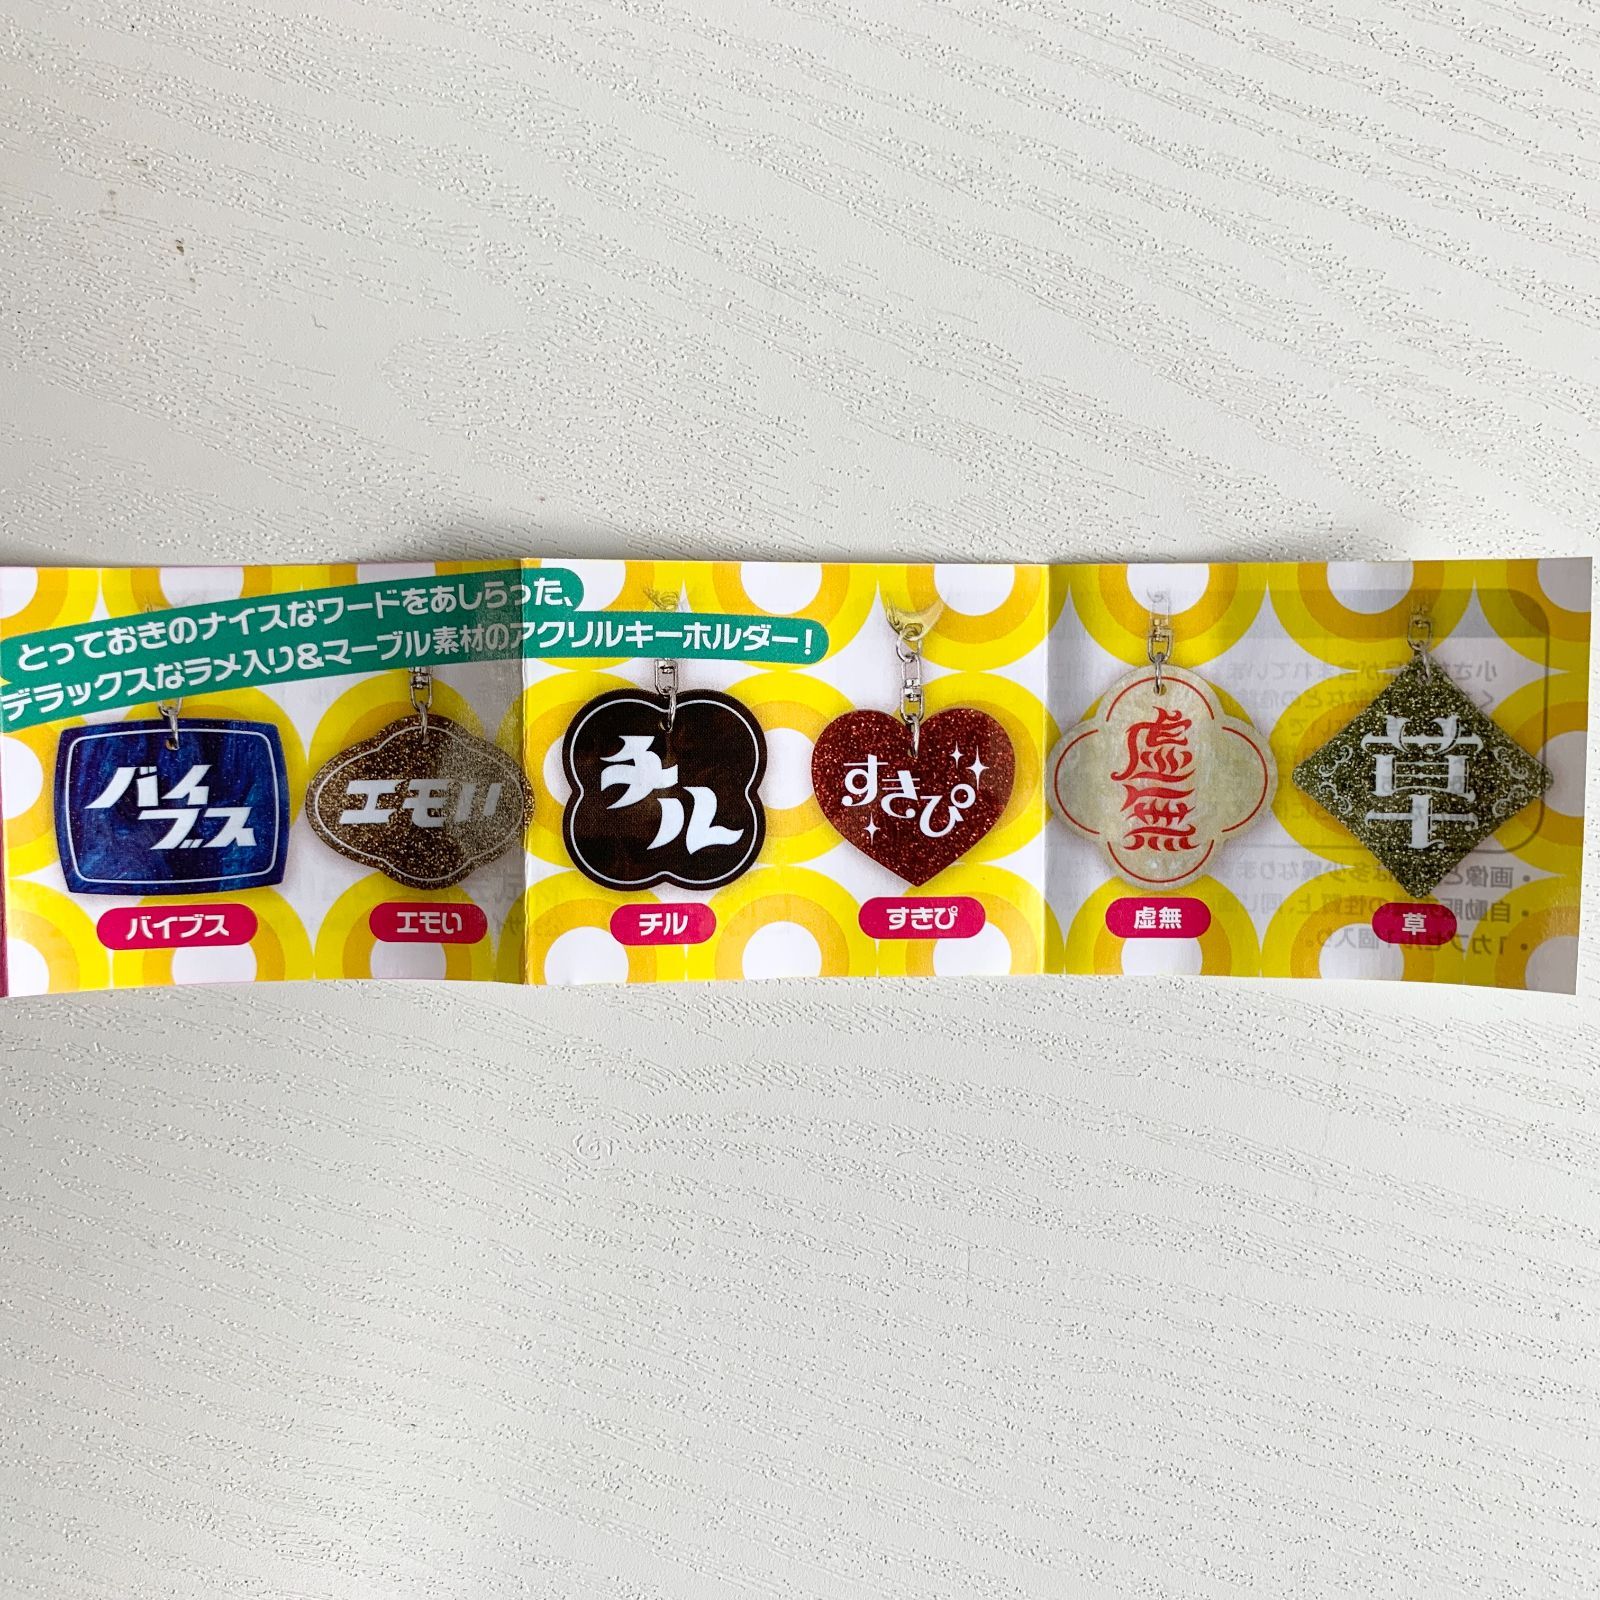 とっておきのナイスなワードをあしらった、
デラックスなラメ入り&マーブル素材のアクリルキーホルダー!
バイ
ブス
エモい
チル
すきぴ
虚無
草
バイブス
エモい
チル
すきぴ
虚無
草